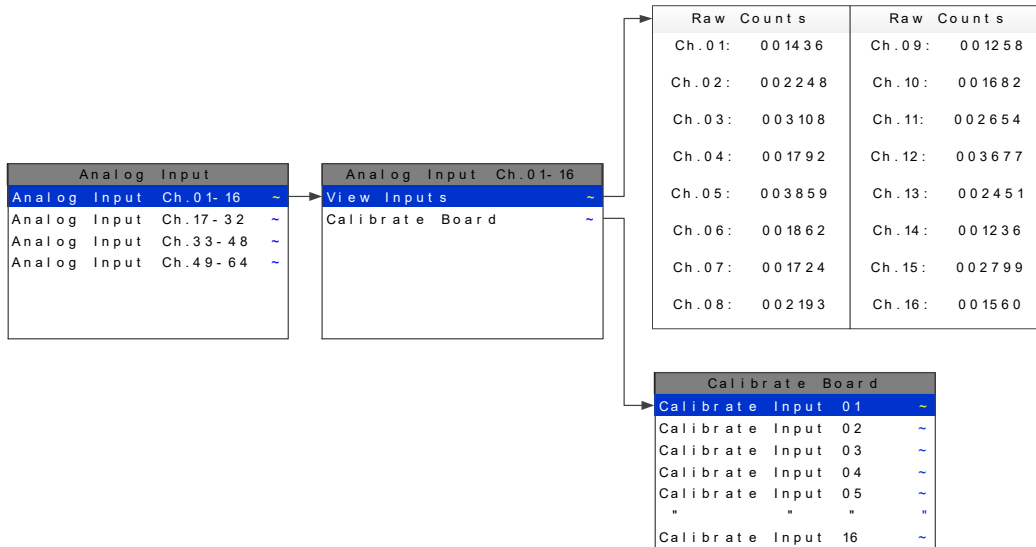 Analog Input
Analog Input Ch.01-16 ~
Analog Input Ch.17-32 ~
Analog Input Ch.33-48 ~
Analog Input Ch.49-64 ~
Analog Input Ch.01-16
View Inputs ~
Calibrate Board ~
Raw Counts Raw Counts
Ch.01: 001436 Ch.09: 001258
Ch.02: 002248 Ch.10: 001682
Ch.03: 003108 Ch.11: 002654
Ch.04: 001792 Ch.12: 003677
Ch.05: 003859 Ch.13: 002451
Ch.06: 001862 Ch.14: 001236
Ch.07: 001724 Ch.15: 002799
Ch.08: 002193 Ch.16: 001560
Calibrate Board
Calibrate Input 01 ~
Calibrate Input 02 ~
Calibrate Input 03 ~
Calibrate Input 04 ~
Calibrate Input 05 ~
" " " "
Calibrate Input 16 ~